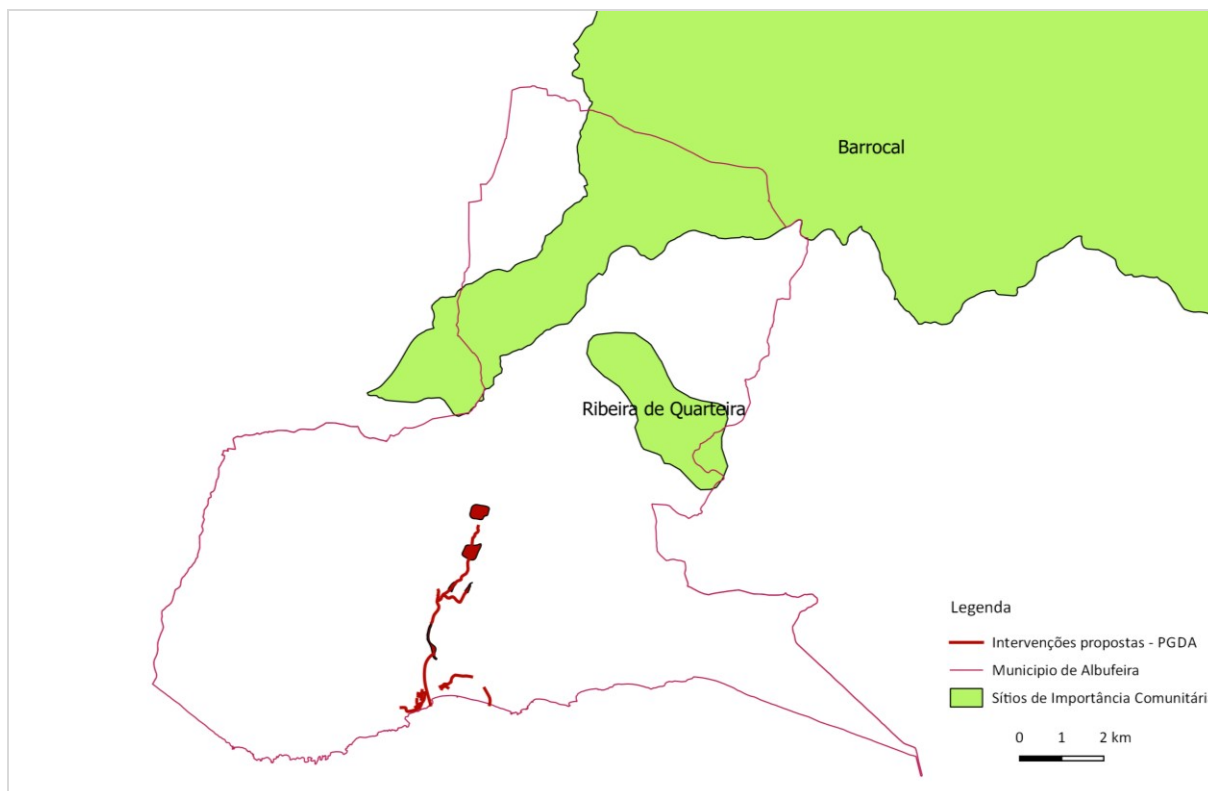 Barrocal
Ribeira de Quarteira
Legenda
Intervenções propostas - PGDA
Municipio de Albufeira
Sítios de Importância Comunitári
0 1 2 km